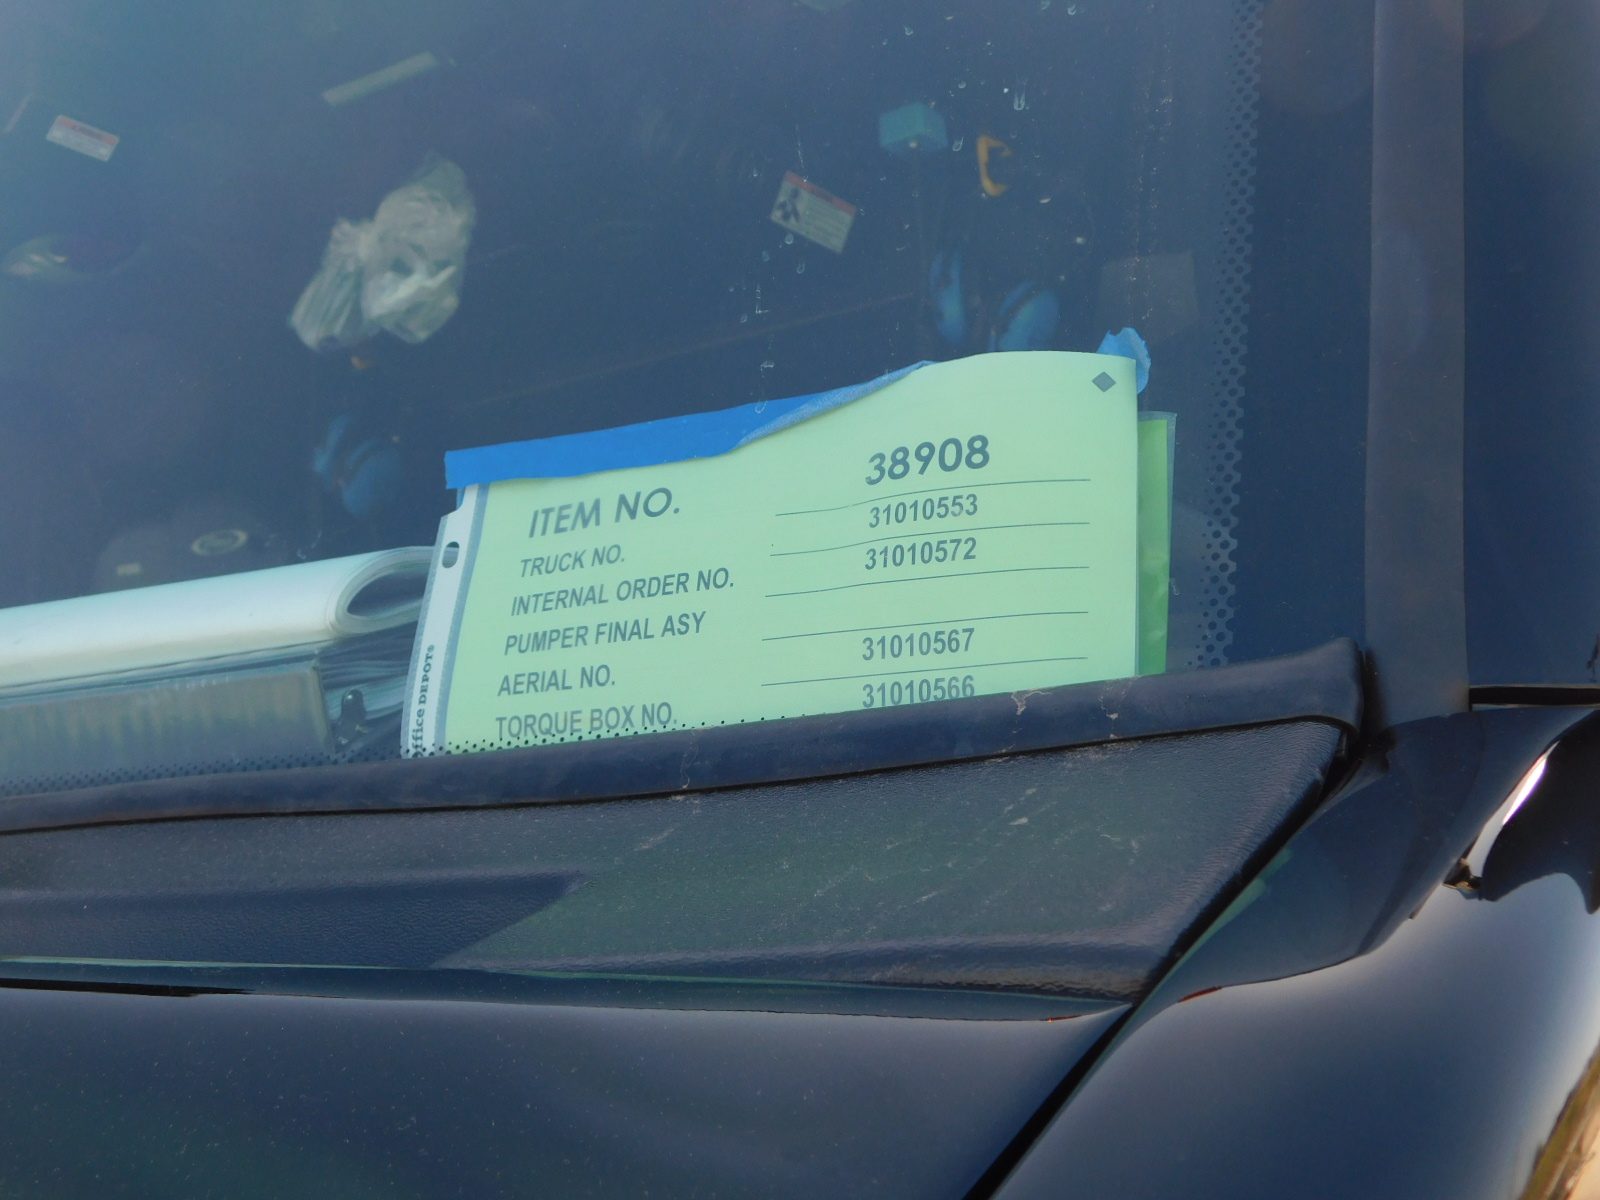 ITEM NO. 38908
TRUCK NO. 31010553
INTERNAL ORDER NO. 31010572
PUMPER FINAL ASY
AERIAL NO. 31010567
TORQUE BOX NO. 31010566
ffice DEPOT®